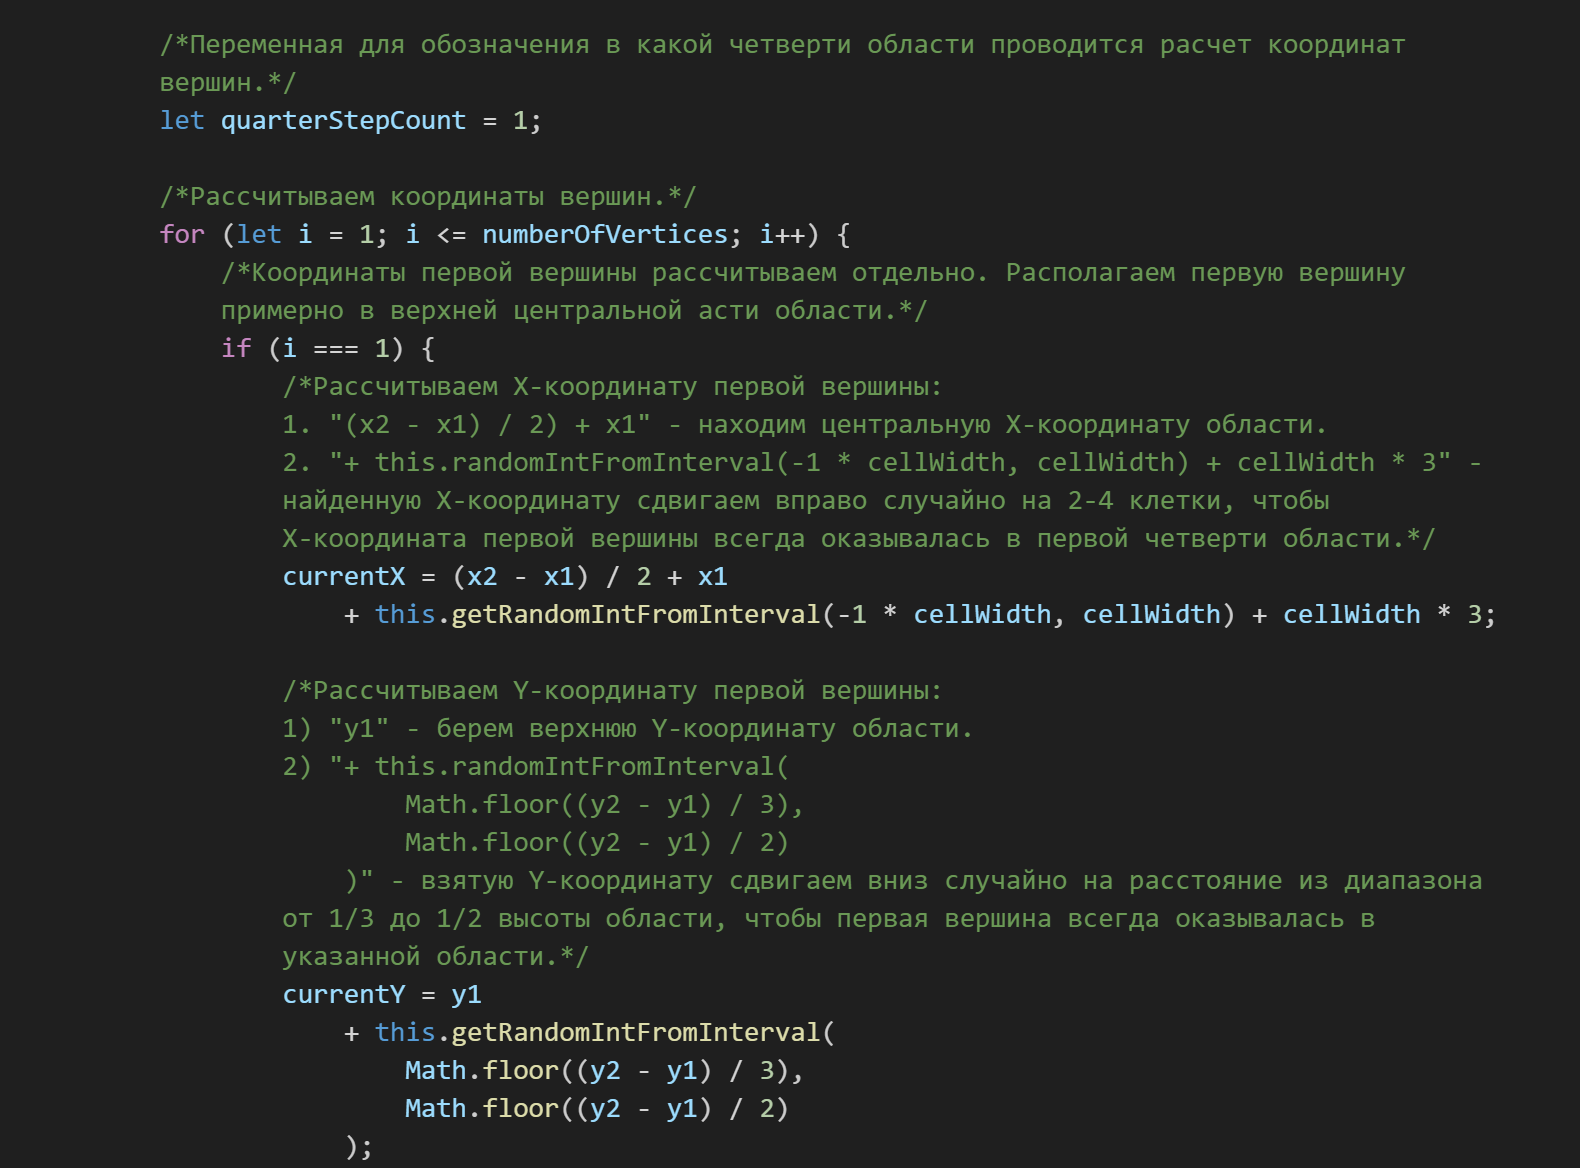 /*Переменная для обозначения в какой четверти области проводится расчет координат
вершин.*/
let quarterStepCount = 1;
/*Рассчитываем координаты вершин.*/
for (let i = 1; i <= numberOfVertices; i++) {
/*Координаты первой вершины рассчитываем отдельно. Располагаем первую вершину
примерно в верхней центральной асти области.*/
if (i === 1) {
/*Рассчитываем X-координату первой вершины:
1. "(x2 - x1) / 2) + x1" - находим центральную X-координату области.
2. "+ this.randomIntFromInterval(-1 * cellWidth, cellWidth) + cellWidth * 3" -
найденную X-координату сдвигаем вправо случайно на 2-4 клетки, чтобы
X-координата первой вершины всегда оказывалась в первой четверти области.*/
currentX = (x2 - x1) / 2 + x1
+ this.getRandomIntFromInterval(-1 * cellWidth, cellWidth) + cellWidth * 3;
/*Рассчитываем Y-координату первой вершины:
1) "y1" - берем верхнюю Y-координату области.
2) "+ this.randomIntFromInterval(
Math.floor((y2 - y1) / 3),
Math.floor((y2 - y1) / 2)
)" - взятую Y-координату сдвигаем вниз случайно на расстояние из диапазона
от 1/3 до 1/2 высоты области, чтобы первая вершина всегда оказывалась в
указанной области.*/
currentY = y1
+ this.getRandomIntFromInterval(
Math.floor((y2 - y1) / 3),
Math.floor((y2 - y1) / 2)
);